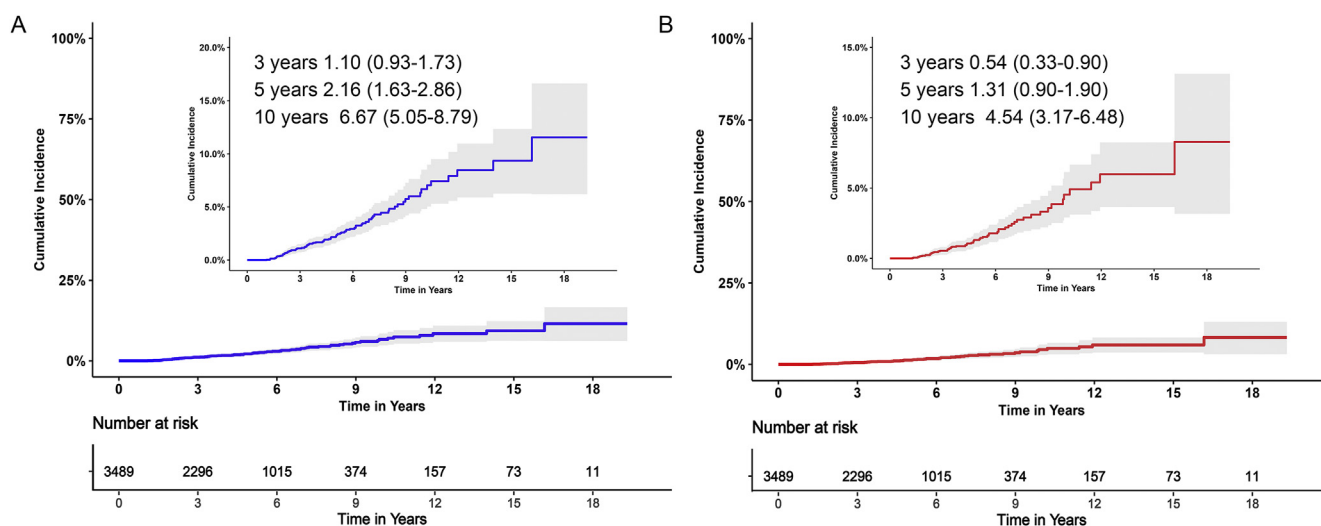 A
Cumulative Incidence
100%
75%
50%
25%
0%
Cumulative Incidence
20.0%
15.0%
10.0%
5.0%
0.0%
3 years 1.10 (0.93-1.73)
5 years 2.16 (1.63-2.86)
10 years 6.67 (5.05-8.79)
0 3 6 9 12 15 18
Time in Years
0 3 6 9 12 15 18
Time in Years
Number at risk
3489 2296 1015 374 157 73 11
0 3 6 9 12 15 18
Time in Years
B
Cumulative Incidence
100%
75%
50%
25%
0%
Cumulative Incidence
15.0%
10.0%
5.0%
0.0%
3 years 0.54 (0.33-0.90)
5 years 1.31 (0.90-1.90)
10 years 4.54 (3.17-6.48)
0 3 6 9 12 15 18
Time in Years
0 3 6 9 12 15 18
Time in Years
Number at risk
3489 2296 1015 374 157 73 11
0 3 6 9 12 15 18
Time in Years